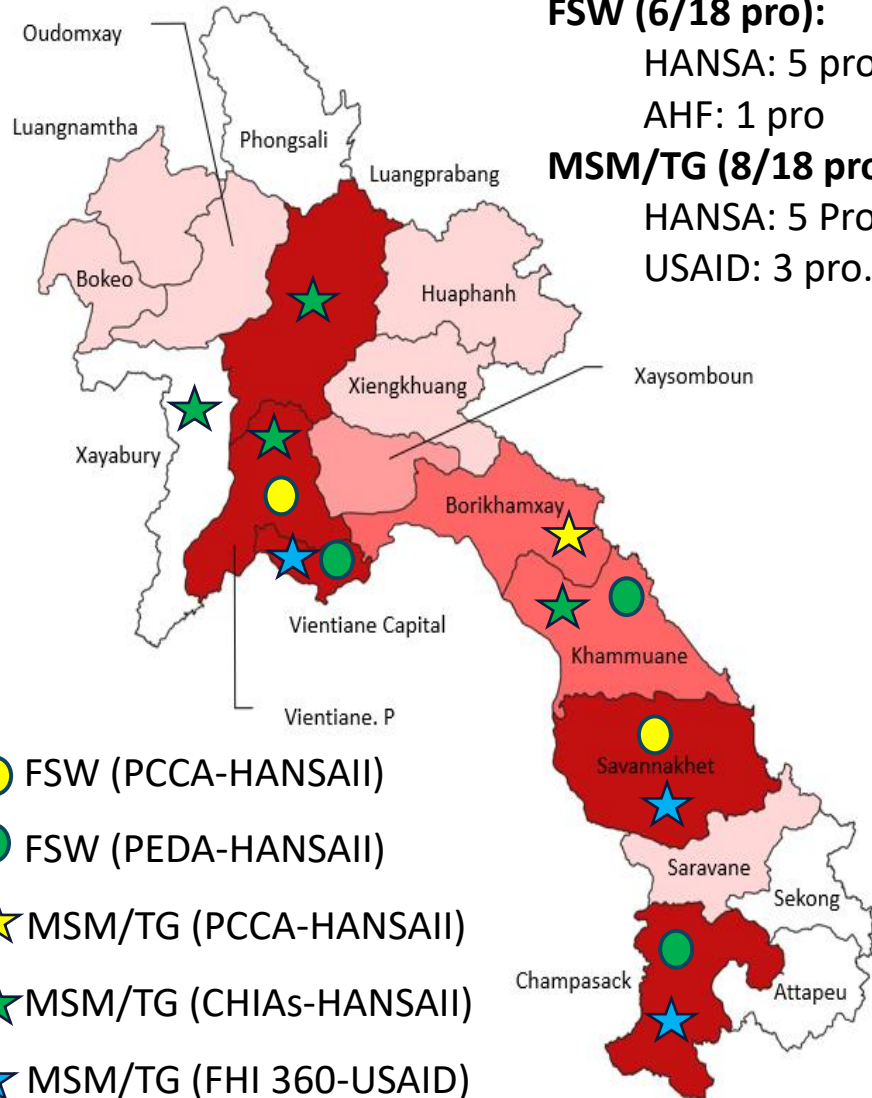 FSW (6/18 pro):
HANSA: 5 pro
AHF: 1 pro
MSM/TG (8/18 pro
HANSA: 5 Pro
USAID: 3 pro.
Oudomxay
Luangnamtha
Phongsali
Luangprabang
Bokeo
Huaphanh
Xiengkhuang
Xaysomboun
Xayabury
Borikhamxay
Vientiane Capital
Khammuane
Vientiane. P
Savannakhet
Saravane
Sekong
Champasack
Attapeu
FSW (PCCA-HANSAII)
FSW (PEDA-HANSAII)
MSM/TG (PCCA-HANSAII)
MSM/TG (CHIAs-HANSAII)
MSM/TG (FHI 360-USAID)